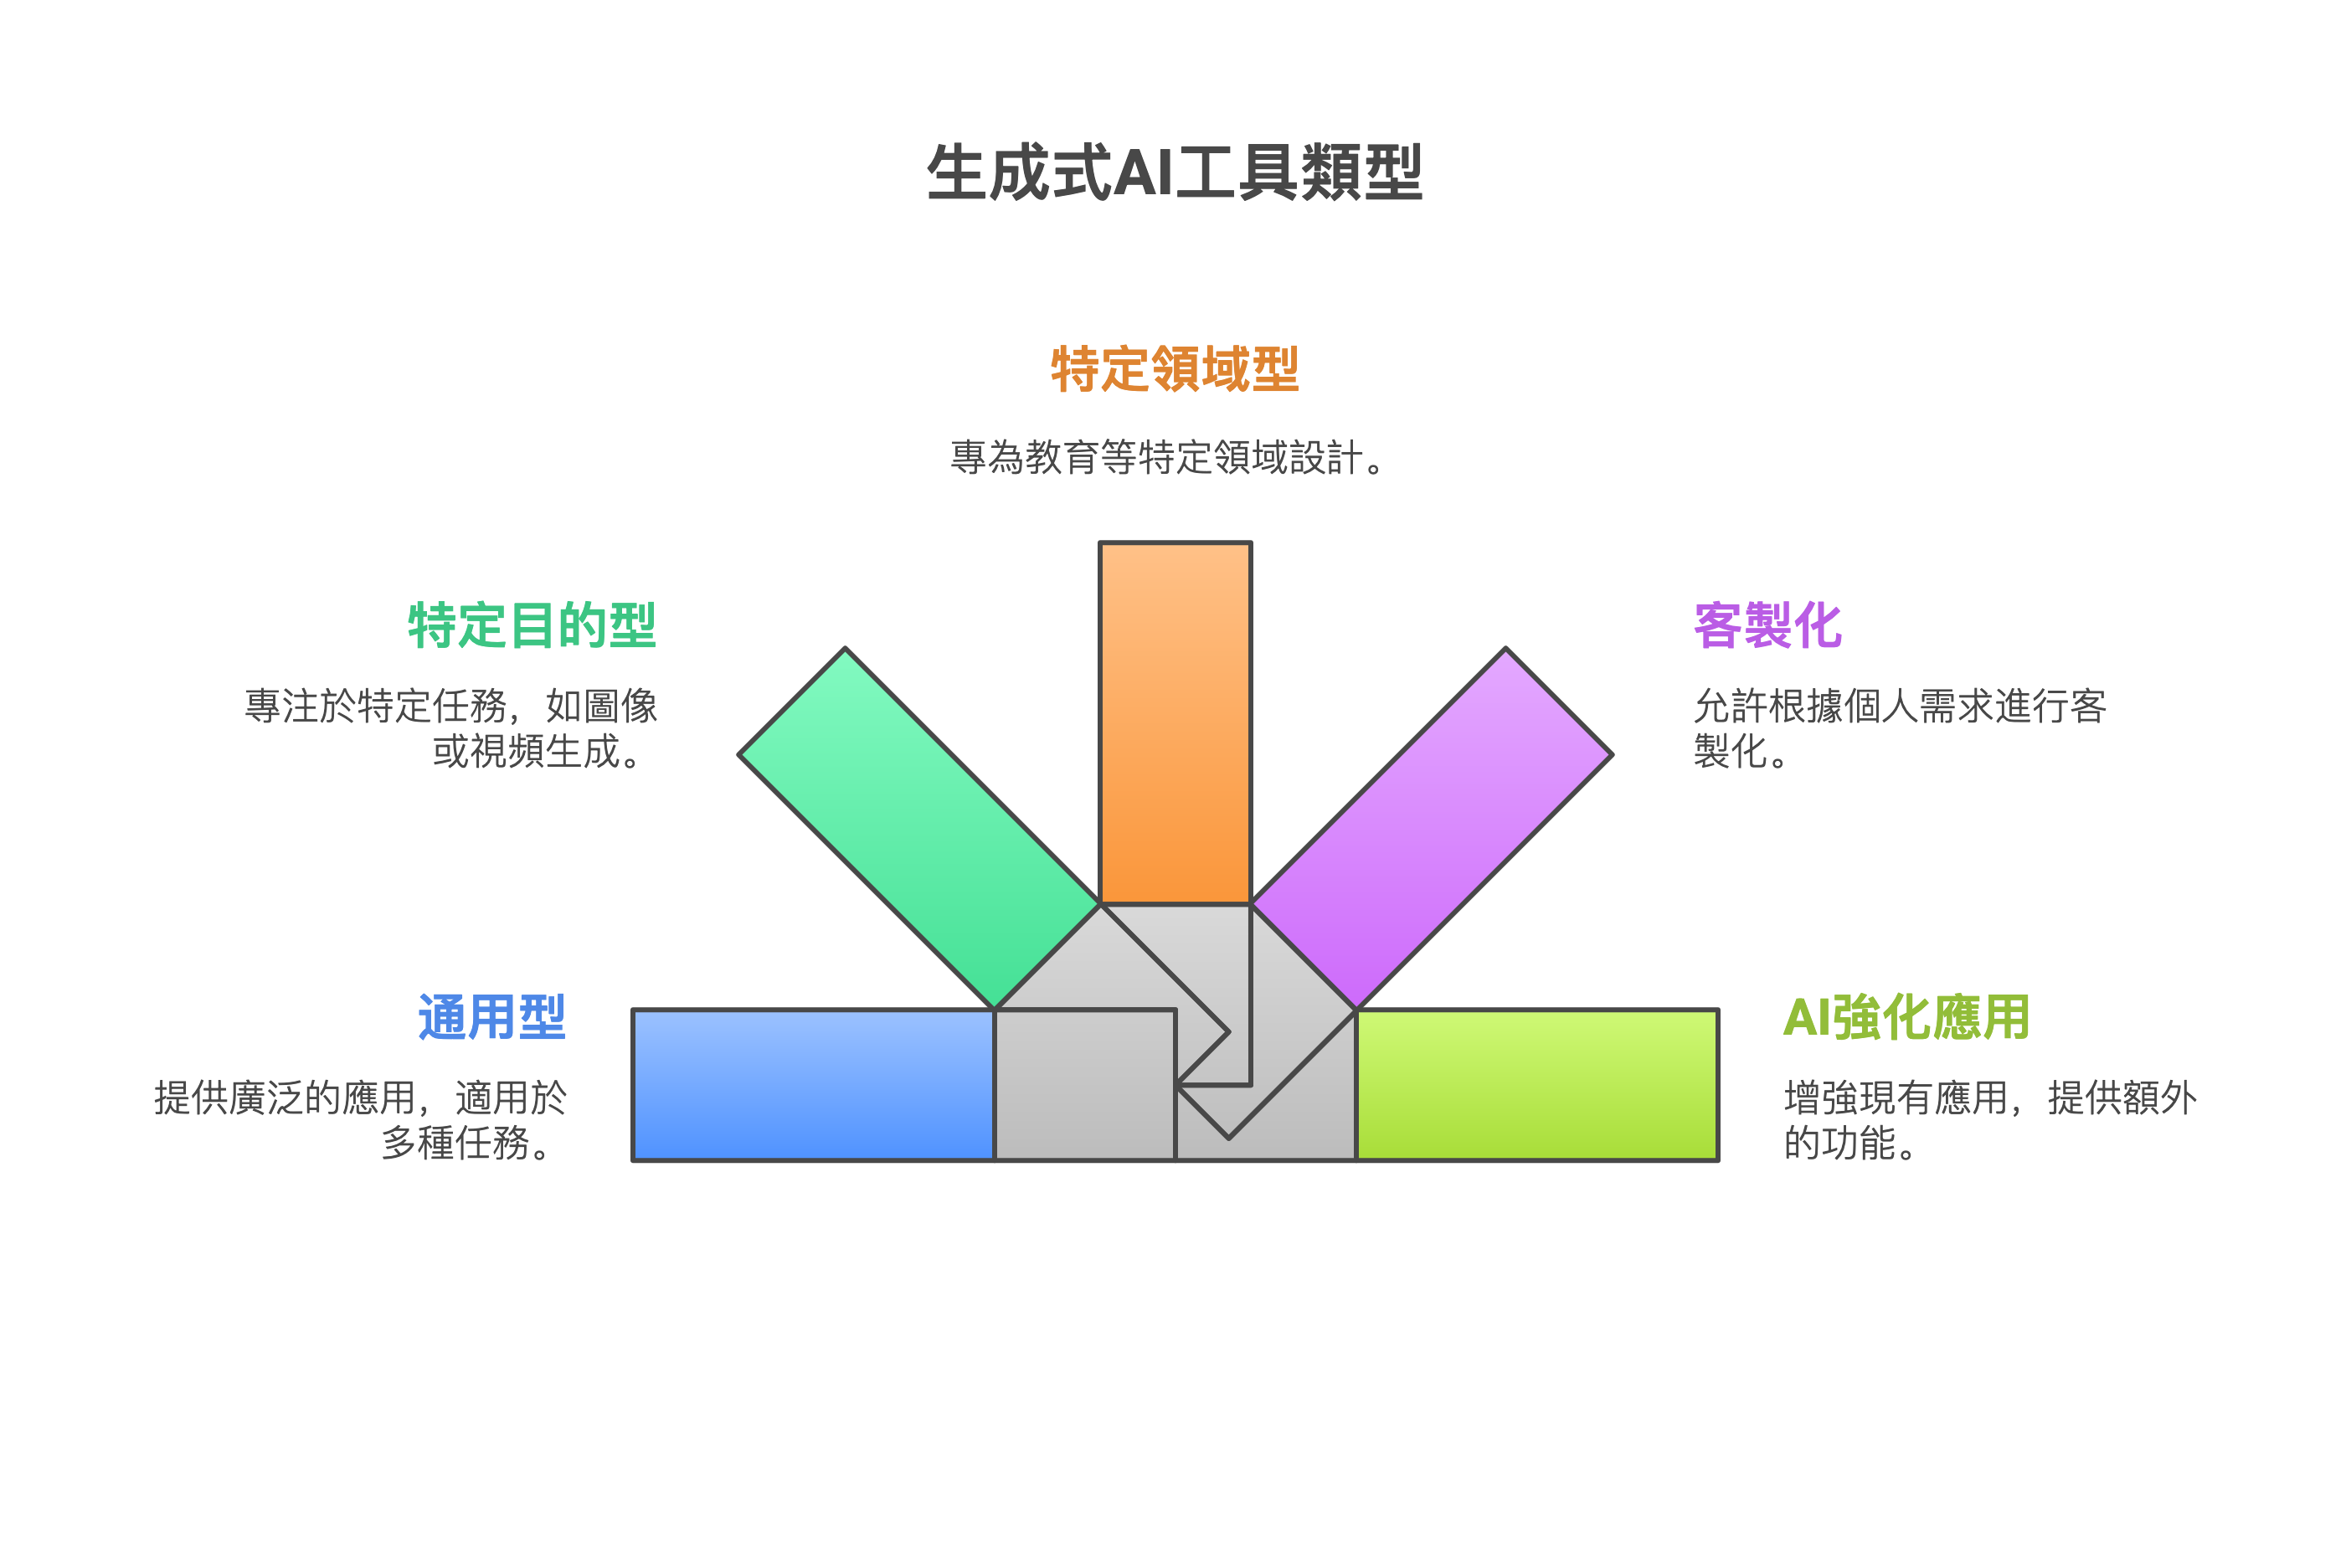 生成式AI工具類型
特定領域型
專為教育等特定領域設計。
特定目的型
專注於特定任務，如圖像
或視頻生成。
客製化
允許根據個人需求進行客
製化。
通用型
提供廣泛的應用，適用於
多種任務。
AI強化應用
增强現有應用，提供額外
的功能。